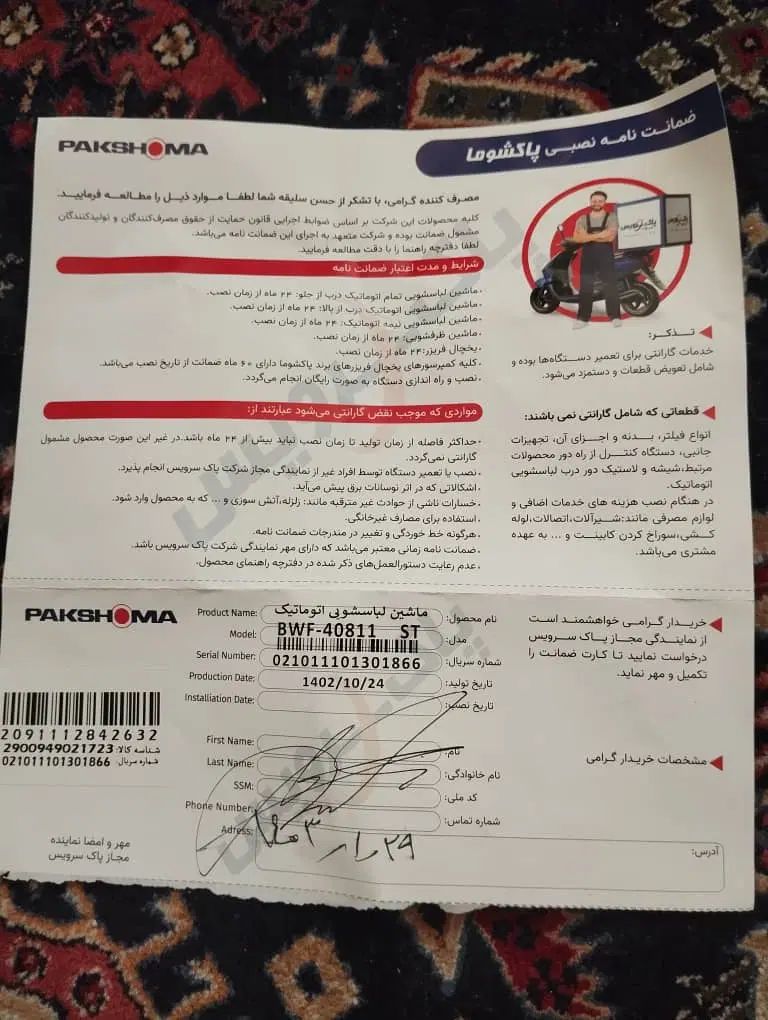 PAKSHOMA
ضمانت نامه نصبی پاکشوما
مصرف کننده گرامی، با تشکر از حسن سلیقه شما لطفا موارد ذیل را مطالعه فرمایید.
کلیه محصولات این شرکت بر اساس ضوابط اجرایی قانون حمایت از حقوق مصرف‌کنندگان و تولیدکنندگان
مشمول ضمانت بوده و شرکت متعهد به اجرای این ضمانت نامه می‌باشد.
لطفا دفترچه راهنما را با دقت مطالعه فرمایید.
شرایط و مدت اعتبار ضمانت نامه
• ماشین لباسشویی تمام اتوماتیک درب از جلو: ۲۴ ماه از زمان نصب.
• ماشین لباسشویی اتوماتیک درب از بالا: ۲۴ ماه از زمان نصب.
• ماشین لباسشویی نیمه اتوماتیک: ۲۴ ماه از زمان نصب.
• ماشین ظرفشویی: ۲۴ ماه از زمان نصب.
• یخچال فریزر: ۲۴ ماه از زمان نصب.
• کلیه کمپرسورهای یخچال فریزرهای برند پاکشوما دارای ۶۰ ماه ضمانت از تاریخ نصب می‌باشد.
• نصب و راه اندازی دستگاه به صورت رایگان انجام می‌گردد.
مواردی که موجب نقض گارانتی می‌شود عبارتند از:
• حداکثر فاصله از زمان تولید تا زمان نصب نباید بیش از ۲۴ ماه باشد.در غیر این صورت محصول مشمول
گارانتی نمی‌گردد.
• نصب یا تعمیر دستگاه توسط افراد غیر از نمایندگی مجاز شرکت پاک سرویس انجام پذیرد.
• اشکالاتی که در اثر نوسانات برق پیش می‌آید.
• خسارات ناشی از حوادث غیر مترقبه مانند: زلزله،آتش سوزی و ... که به محصول وارد شود.
• استفاده برای مصارف غیرخانگی.
• هرگونه خط خوردگی و تغییر در مندرجات ضمانت نامه.
• ضمانت نامه زمانی معتبر می‌باشد که دارای مهر نمایندگی شرکت پاک سرویس باشد.
• عدم رعایت دستورالعمل‌های ذکر شده در دفترچه راهنمای محصول.
پاک سرویس
تـذکـر:
خدمات گارانتی برای تعمیر دستگاه‌ها بوده و
شامل تعویض قطعات و دستمزد می‌شود.
قطعاتی که شامل گارانتی نمی باشند:
انواع فیلتر، بدنه و اجزای آن، تجهیزات
جانبی، دستگاه کنترل از راه دور محصولات
مرتبط،شیشه و لاستیک دور درب لباسشویی
اتوماتیک.
در هنگام نصب هزینه های خدمات اضافی و
لوازم مصرفی مانند:شیرآلات،اتصالات،لوله
کشی،سوراخ کردن کابینت و ... به عهده
مشتری می‌باشد.
PAKSHOMA
Product Name: ماشین لباسشویی اتوماتیک نام محصول:
Model: BWF-40811 ST مدل:
Serial Number: 021011101301866 شماره سریال:
Production Date: 1402/10/24 تاریخ تولید:
Installiation Date: تاریخ نصب:
First Name: نام:
Last Name: نام خانوادگی:
SSM: کد ملی:
Phone Number: شماره تماس:
Adress: آدرس:
خریدار گرامی خواهشمند است
از نمایندگی مجاز پاک سرویس
درخواست نمایید تا کارت ضمانت را
تکمیل و مهر نماید.
مشخصات خریدار گرامی
2091112842632
شناسه کالا: 2900949021723
شماره سریال: 021011101301866
مهر و امضا نماینده
مجاز پاک سرویس